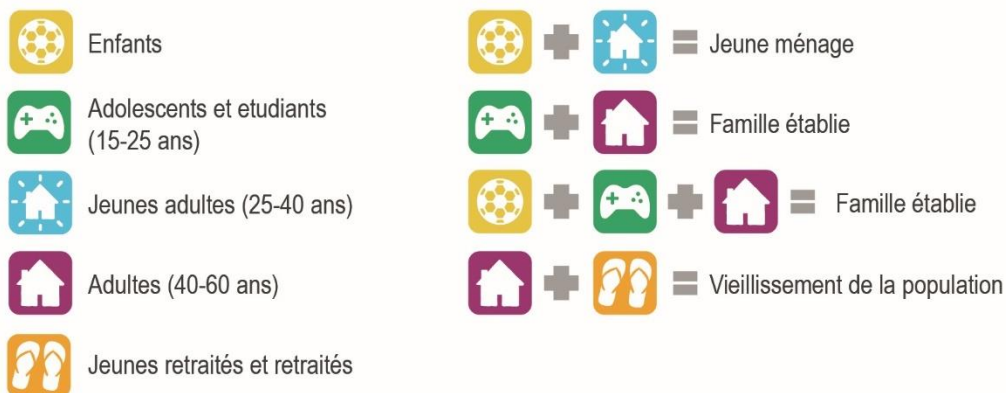 Enfants
Adolescents et etudiants
(15-25 ans)
Jeunes adultes (25-40 ans)
Adultes (40-60 ans)
Jeunes retraités et retraités
Jeune ménage
Famille établie
Famille établie
Vieillissement de la population